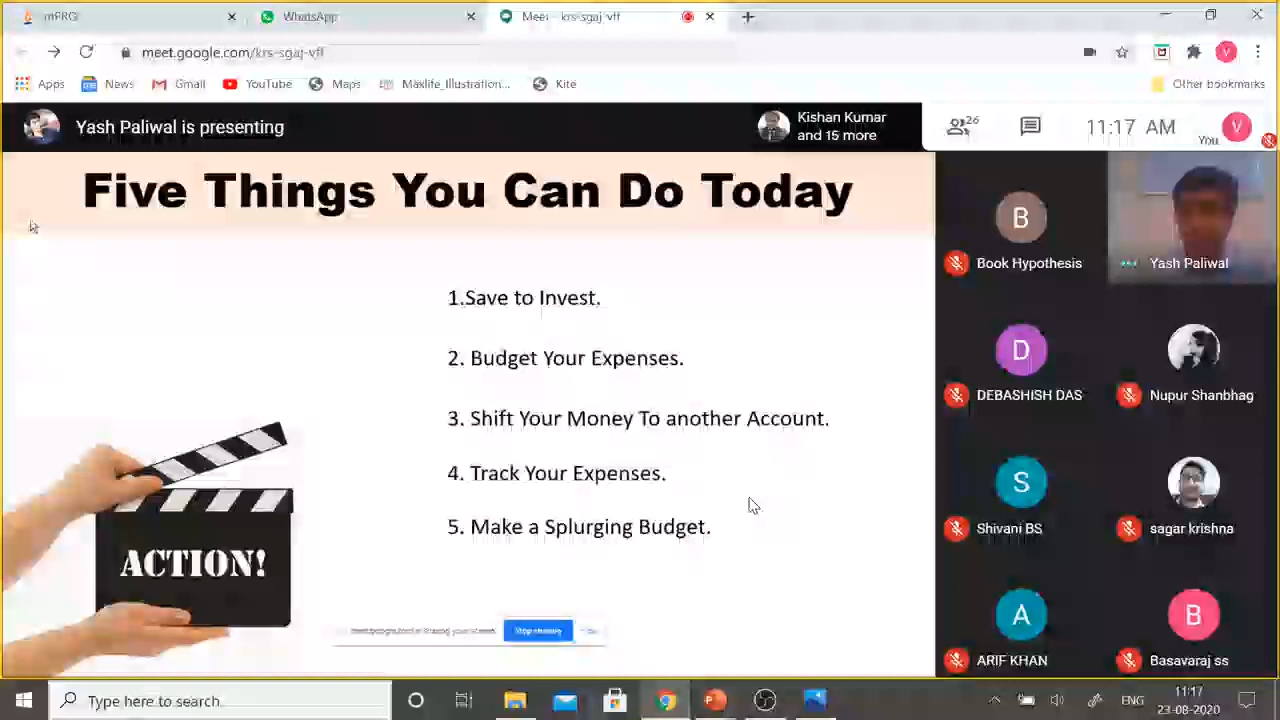 mPRGI
WhatsApp
Meet - krs-sgaj-vff
meet.google.com/krs-sgaj-vff
V
Apps
News
Gmail
YouTube
Maps
Maxlife_Illustration...
Kite
Other bookmarks
Yash Paliwal is presenting
Kishan Kumar
and 15 more
26
11:17 AM
You
V
Five Things You Can Do Today
1.Save to Invest.
2. Budget Your Expenses.
3. Shift Your Money To another Account.
4. Track Your Expenses.
5. Make a Splurging Budget.
ACTION!
Stop sharing
B
Book Hypothesis
Yash Paliwal
D
DEBASHISH DAS
Nupur Shanbhag
S
Shivani BS
sagar krishna
A
ARIF KHAN
B
Basavaraj ss
Type here to search
ENG
11:17
23-08-2020